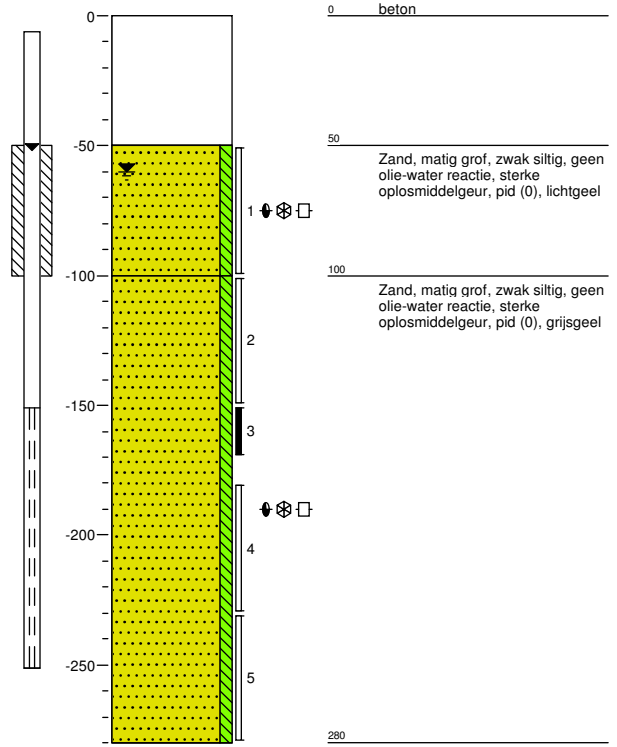 0
-50
-100
-150
-200
-250
1
2
3
4
5
0 beton
50
Zand, matig grof, zwak siltig, geen
olie-water reactie, sterke
oplosmiddelgeur, pid (0), lichtgeel
100
Zand, matig grof, zwak siltig, geen
olie-water reactie, sterke
oplosmiddelgeur, pid (0), grijsgeel
280